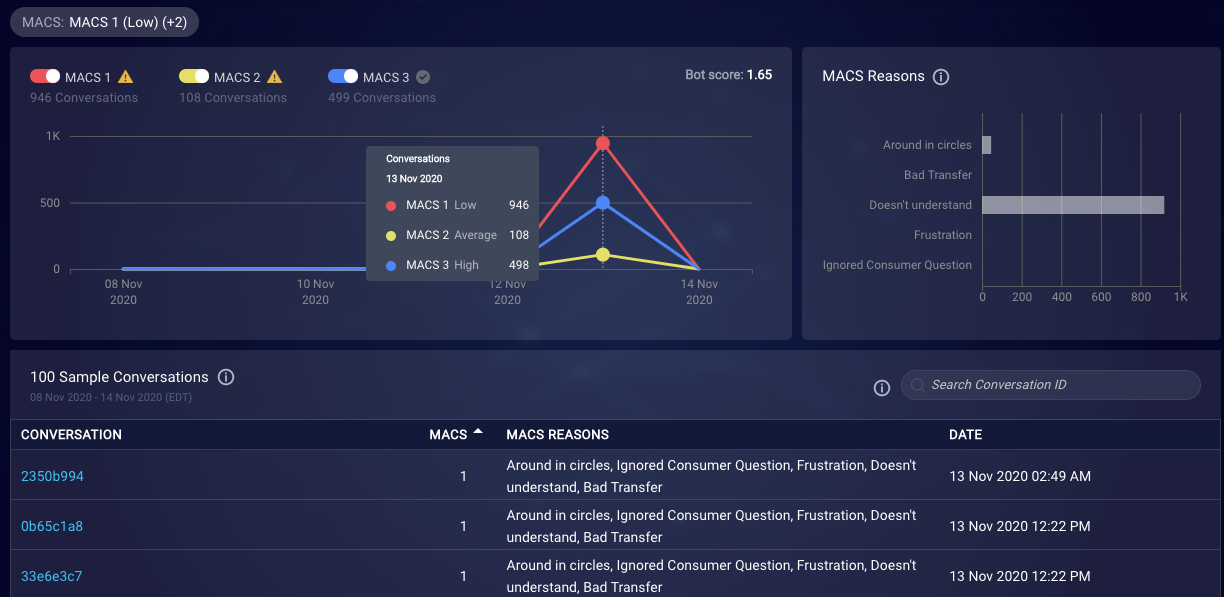 MACS: MACS 1 (Low) (+2)
MACS 1
MACS 2
MACS 3
Bot score: 1.65
946 Conversations
108 Conversations
499 Conversations
1K
500
0
Conversations
13 Nov 2020
MACS 1 Low 946
MACS 2 Average 108
MACS 3 High 498
08 Nov
2020
10 Nov
2020
12 Nov
2020
14 Nov
2020
MACS Reasons
Around in circles
Bad Transfer
Doesn't understand
Frustration
Ignored Consumer Question
0 200 400 600 800 1K
100 Sample Conversations
08 Nov 2020 - 14 Nov 2020 (EDT)
Search Conversation ID
CONVERSATION MACS MACS REASONS DATE
2350b994 1 Around in circles, Ignored Consumer Question, Frustration, Doesn't 13 Nov 2020 02:49 AM
understand, Bad Transfer
0b65c1a8 1 Around in circles, Ignored Consumer Question, Frustration, Doesn't 13 Nov 2020 12:22 PM
understand, Bad Transfer
33e6e3c7 1 Around in circles, Ignored Consumer Question, Frustration, Doesn't 13 Nov 2020 12:22 PM
understand, Bad Transfer